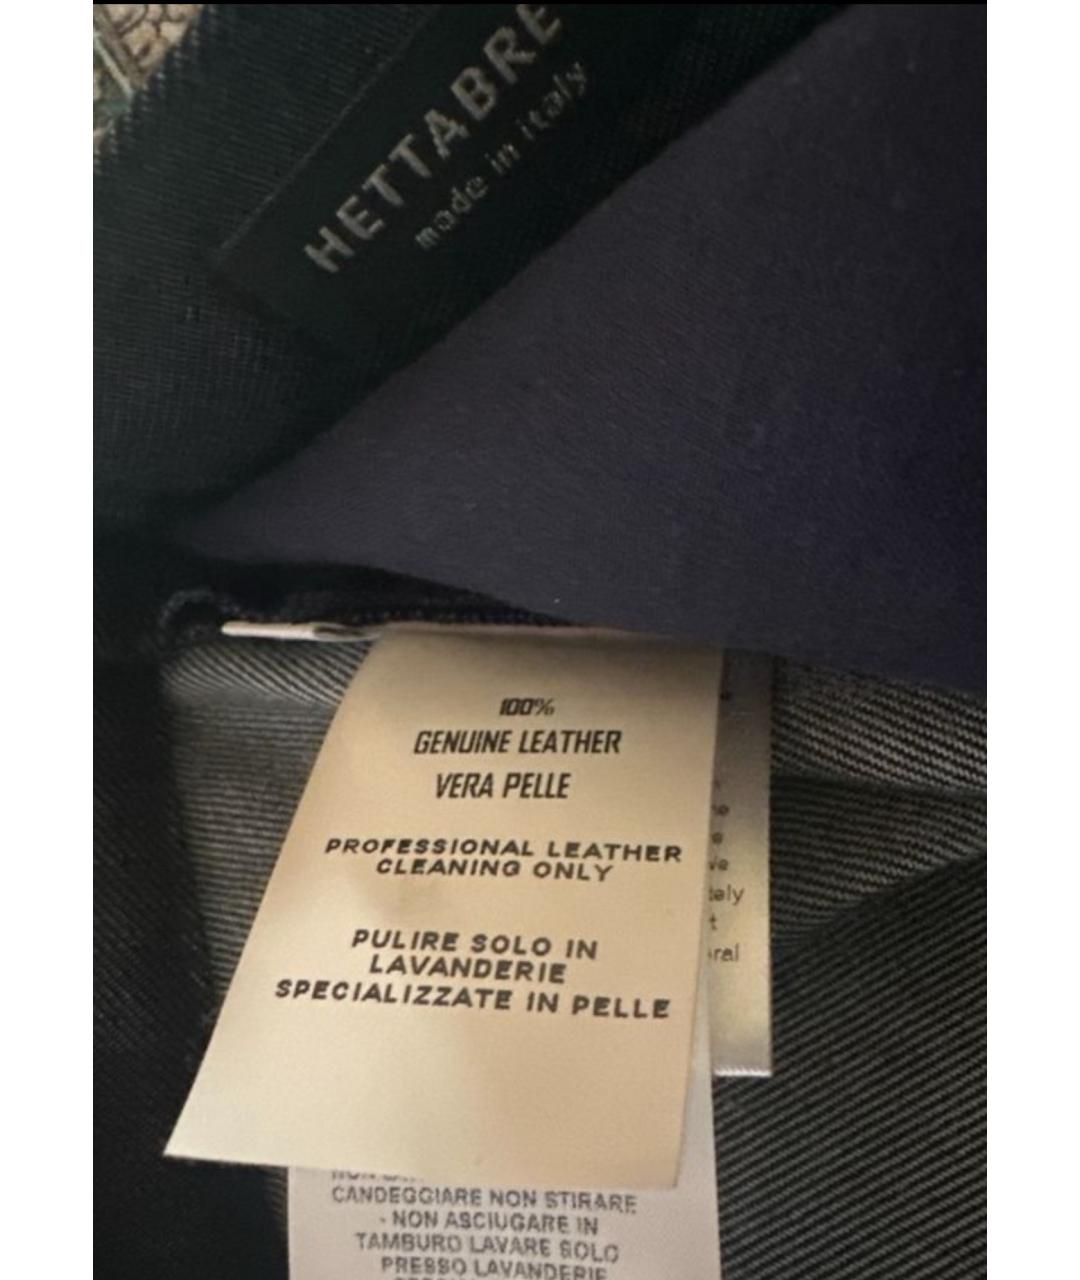 HETTABRE
made in italy
100%
GENUINE LEATHER
VERA PELLE
PROFESSIONAL LEATHER
CLEANING ONLY
PULIRE SOLO IN
LAVANDERIE
SPECIALIZZATE IN PELLE
CANDEGGIARE NON STIRARE
- NON ASCIUGARE IN
TAMBURO LAVARE SOLO
PRESSO LAVANDERIE